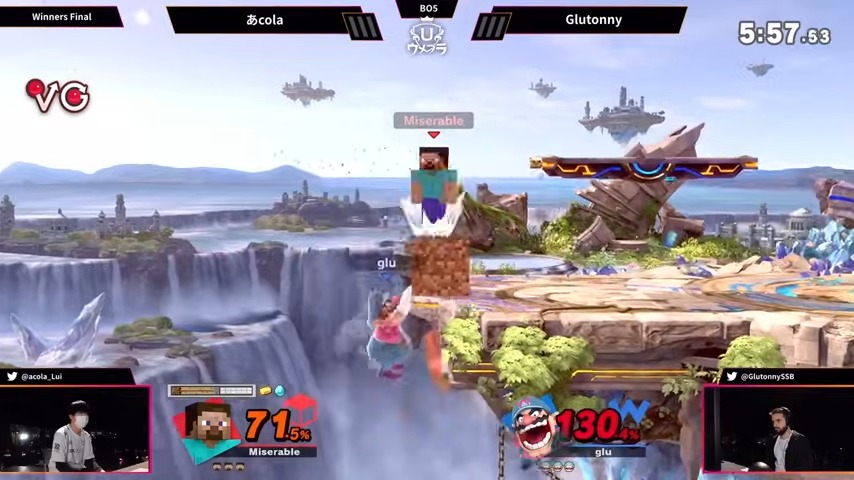 Winners Final
あcola
BO5
Glutonny
5:57.53
U
ウメブラ
VG
Miserable
glu
@acola_Lui
@GlutonnySSB
71.5%
130.4%
Miserable
glu